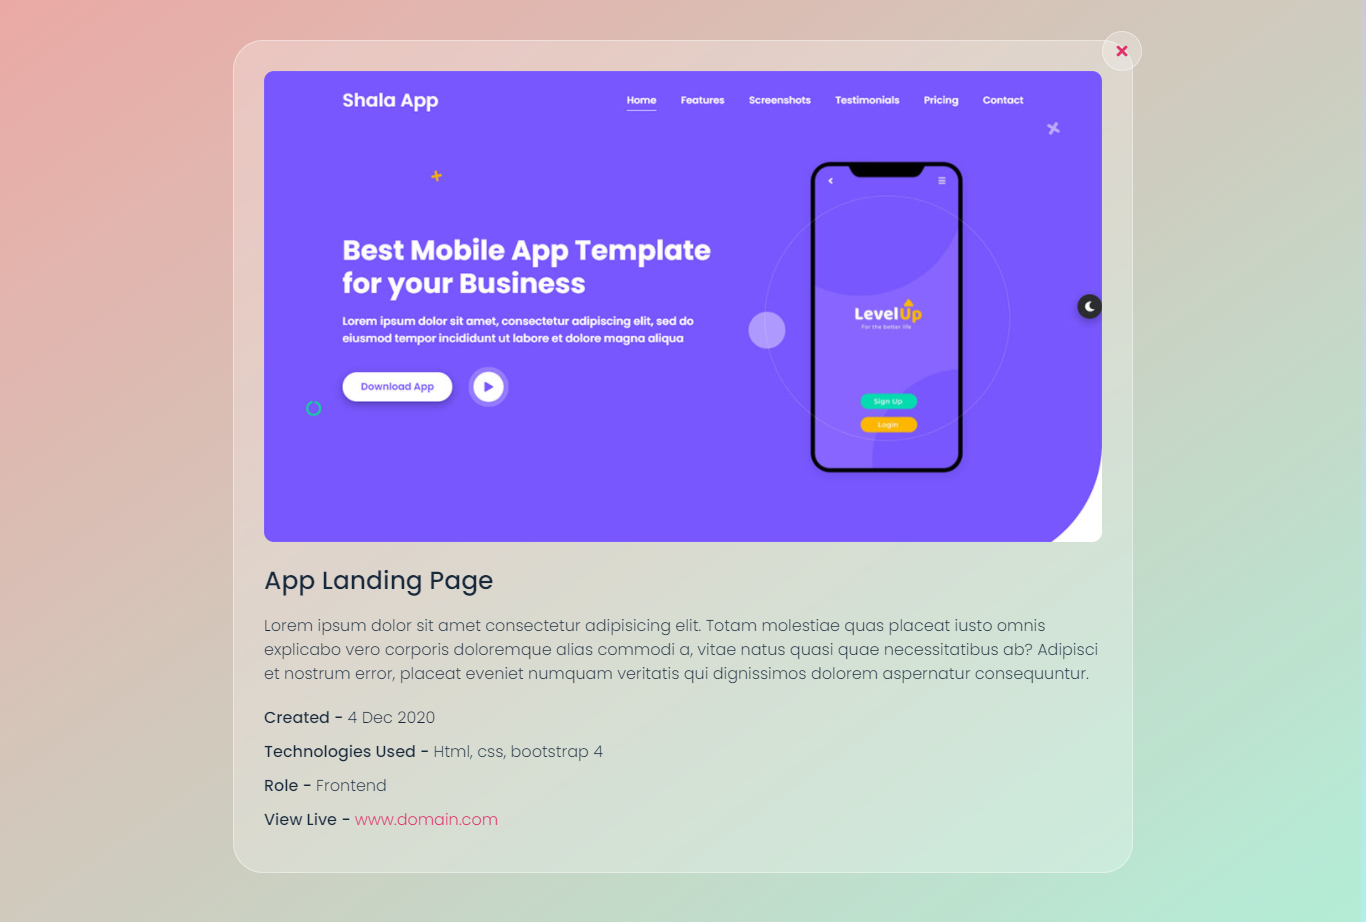 Shala App
Home Features Screenshots Testimonials Pricing Contact
Best Mobile App Template
for your Business
Lorem ipsum dolor sit amet, consectetur adipiscing elit, sed do
eiusmod tempor incididunt ut labore et dolore magna aliqua
Download App
LevelUp
For the better life
Sign Up
Login
App Landing Page
Lorem ipsum dolor sit amet consectetur adipisicing elit. Totam molestiae quas placeat iusto omnis
explicabo vero corporis doloremque alias commodi a, vitae natus quasi quae necessitatibus ab? Adipisci
et nostrum error, placeat eveniet numquam veritatis qui dignissimos dolorem aspernatur consequuntur.
Created - 4 Dec 2020
Technologies Used - Html, css, bootstrap 4
Role - Frontend
View Live - www.domain.com